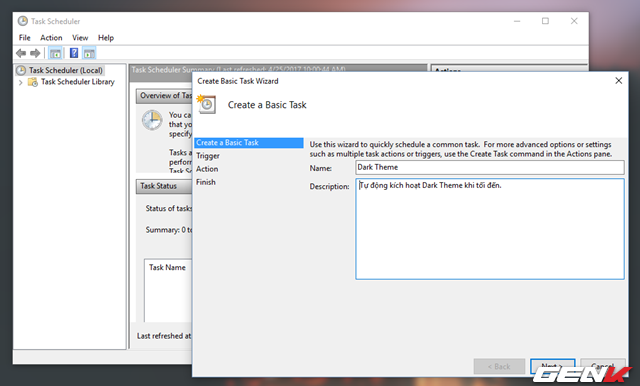 Task Scheduler
File Action View Help
Task Scheduler (Local)
Task Scheduler Library
Task Scheduler Summary (Last refreshed: 4/25/2017 10:00:44 AM)
Actions
Overview of Tas
You ca
that yo
specify
Tasks a
perform
Task Status
Status of tasks
Summary: 0 to
Task Name
Last refreshed at
Create Basic Task Wizard
Create a Basic Task
Create a Basic Task
Trigger
Action
Finish
Use this wizard to quickly schedule a common task. For more advanced options or settings
such as multiple task actions or triggers, use the Create Task command in the Actions pane.
Name: Dark Theme
Description: Tự động kích hoạt Dark Theme khi tối đến.
< Back Next > Cancel
GENK